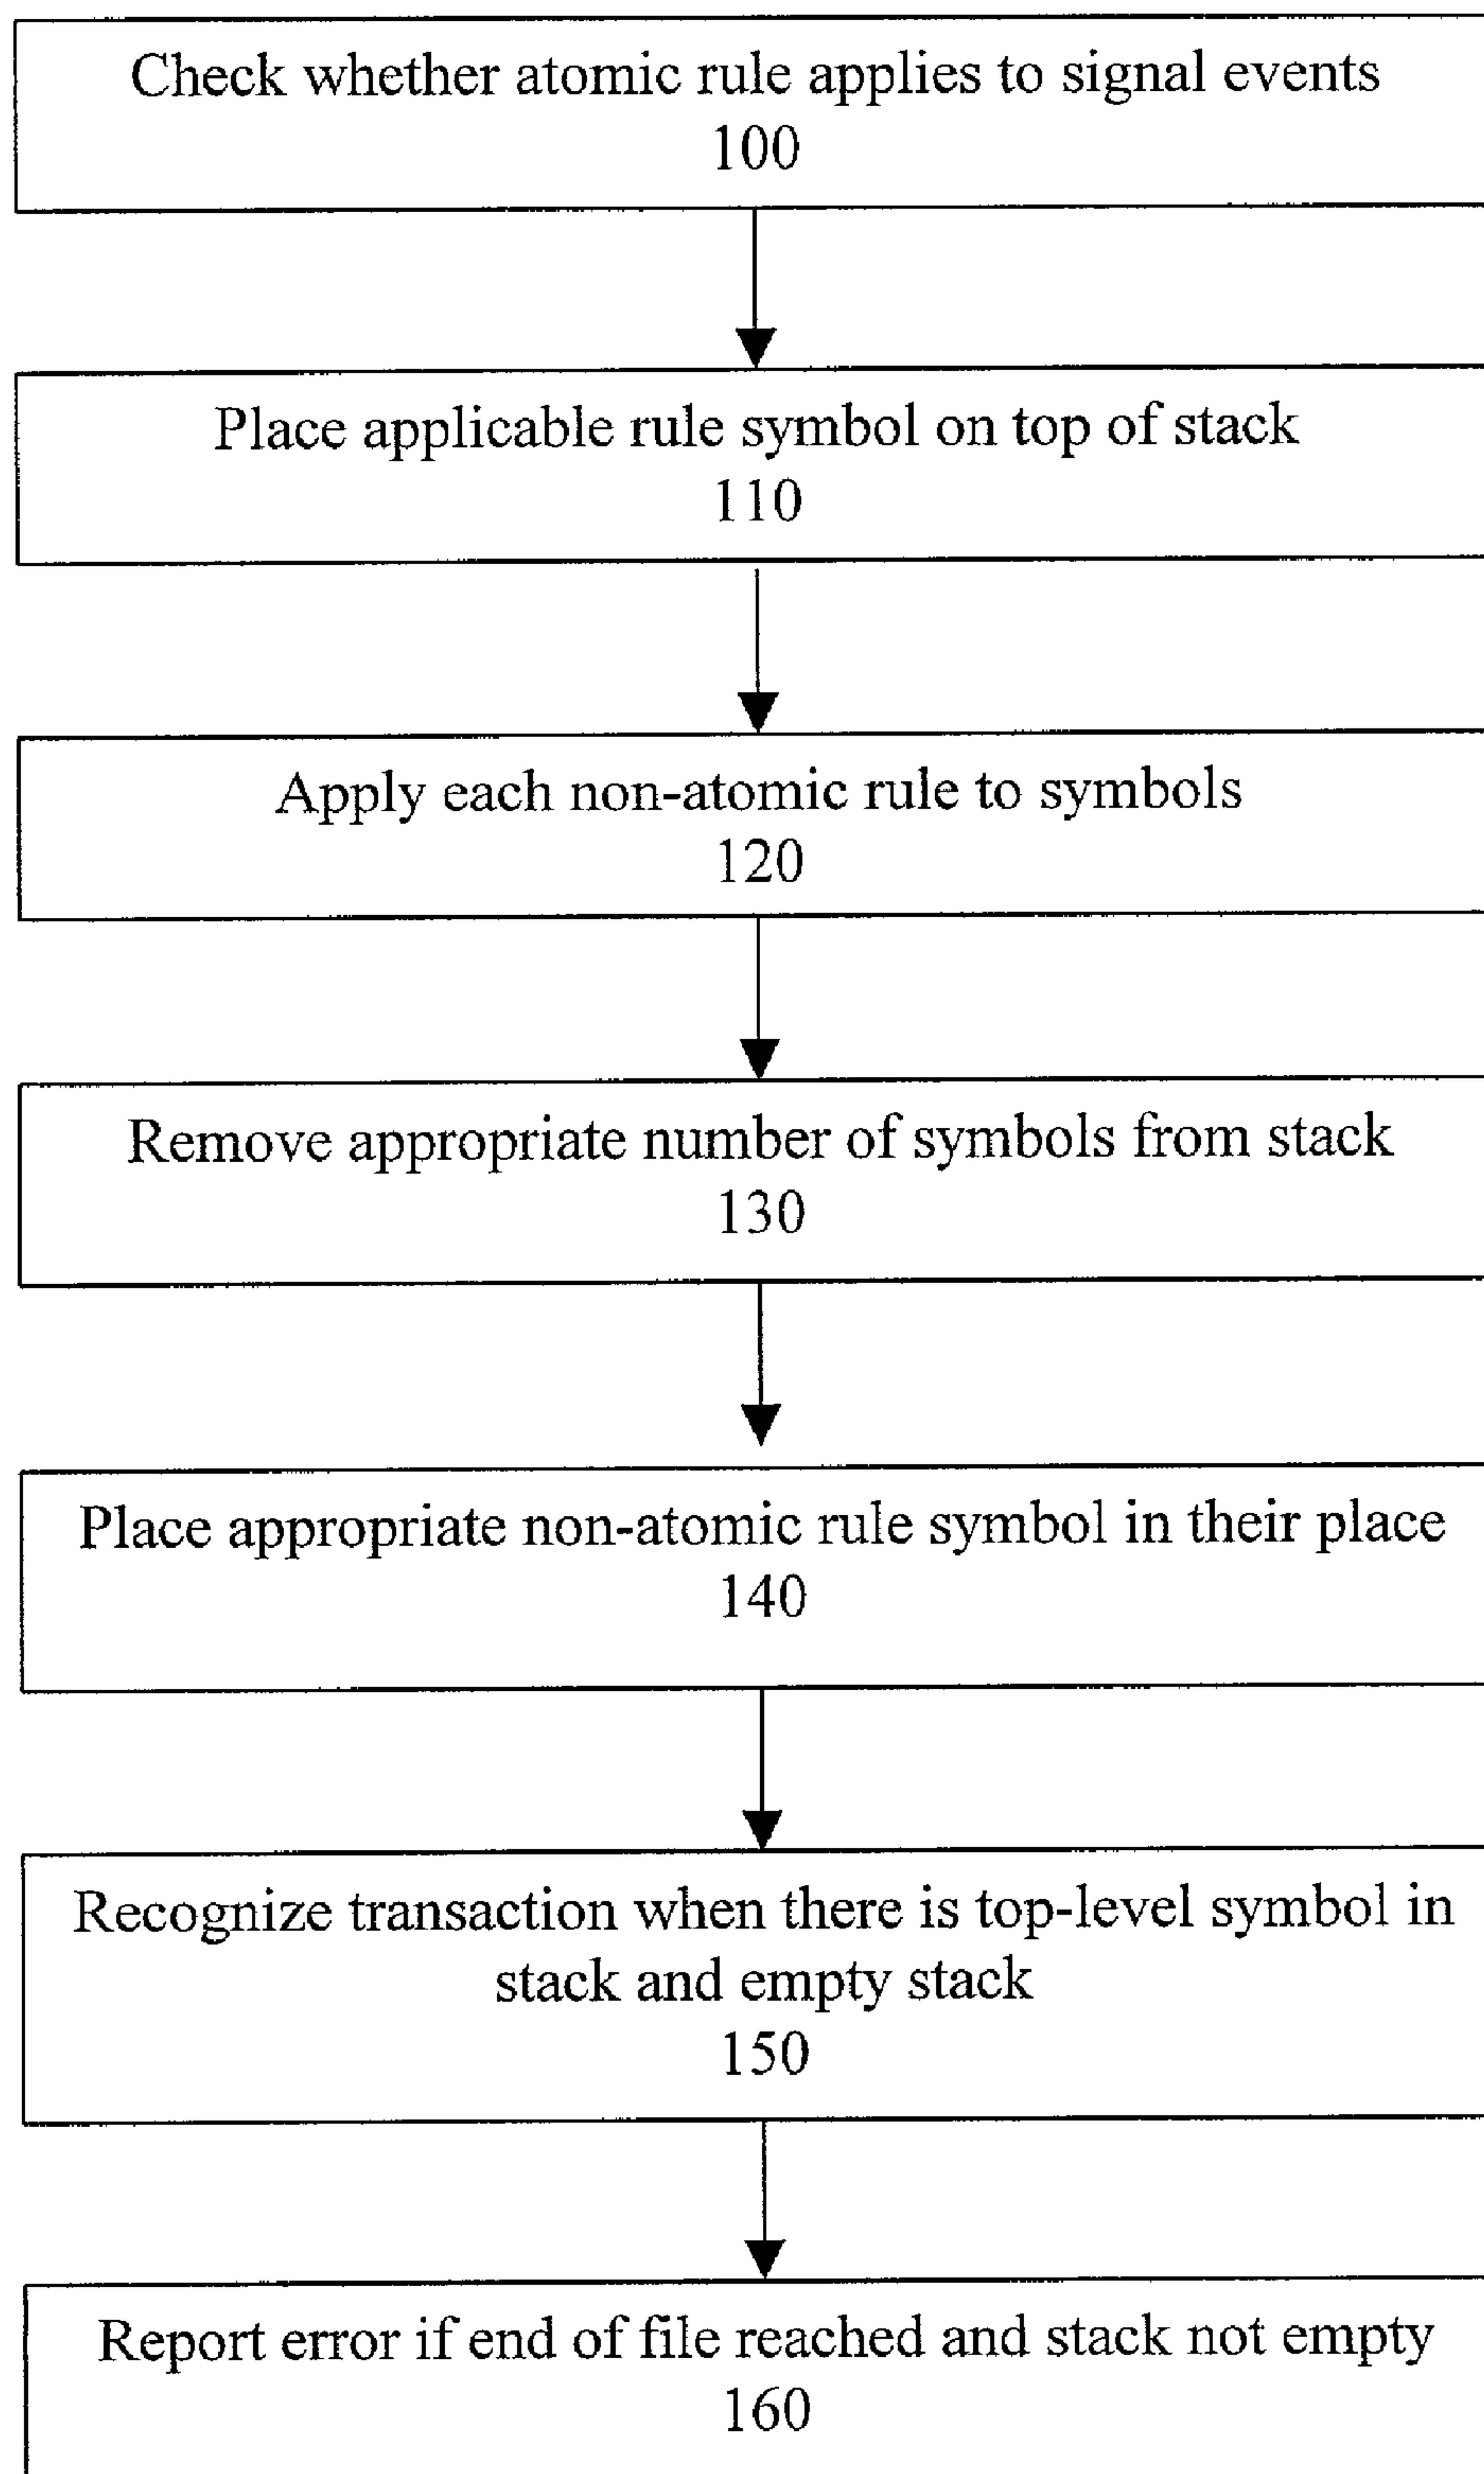 Check whether atomic rule applies to signal events
100
Place applicable rule symbol on top of stack
110
Apply each non-atomic rule to symbols
120
Remove appropriate number of symbols from stack
130
Place appropriate non-atomic rule symbol in their place
140
Recognize transaction when there is top-level symbol in
stack and empty stack
150
Report error if end of file reached and stack not empty
160